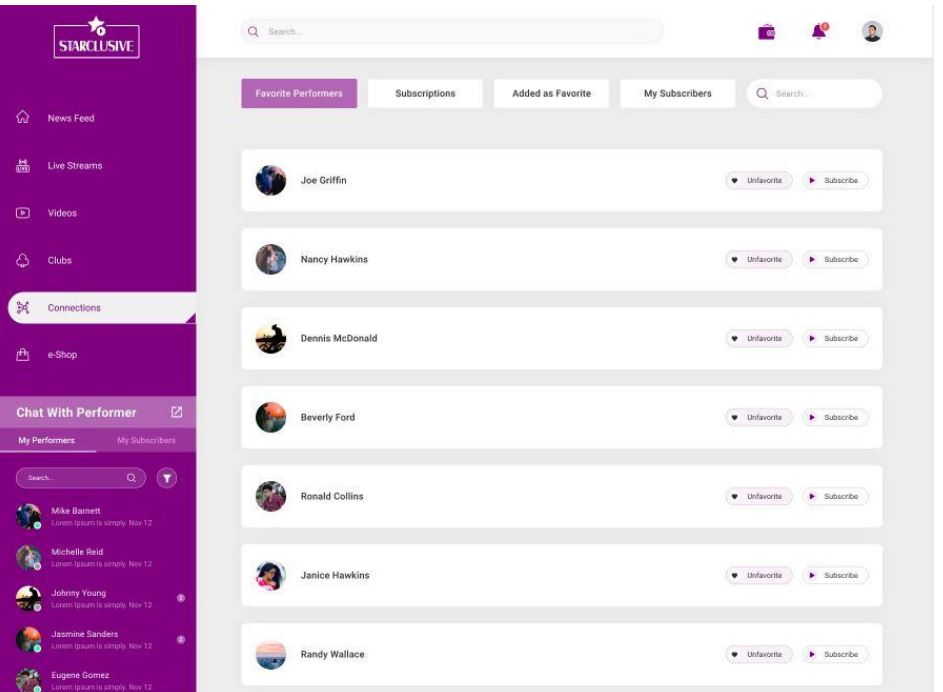 STARCLUSIVE
Search...
2
News Feed
Live Streams
LIVE
Videos
Clubs
Connections
e-Shop
Chat With Performer
My Performers My Subscribers
Search...
Mike Barnett
Lorem Ipsum is simply. Nov 12
Michelle Reid
Lorem Ipsum is simply. Nov 12
Johnny Young
Lorem Ipsum is simply. Nov 12
2
Jasmine Sanders
Lorem Ipsum is simply. Nov 12
2
Eugene Gomez
Lorem Ipsum is simply. Nov 12
Favorite Performers Subscriptions Added as Favorite My Subscribers Search...
Joe Griffin Unfavorite Subscribe
Nancy Hawkins Unfavorite Subscribe
Dennis McDonald Unfavorite Subscribe
Beverly Ford Unfavorite Subscribe
Ronald Collins Unfavorite Subscribe
Janice Hawkins Unfavorite Subscribe
Randy Wallace Unfavorite Subscribe